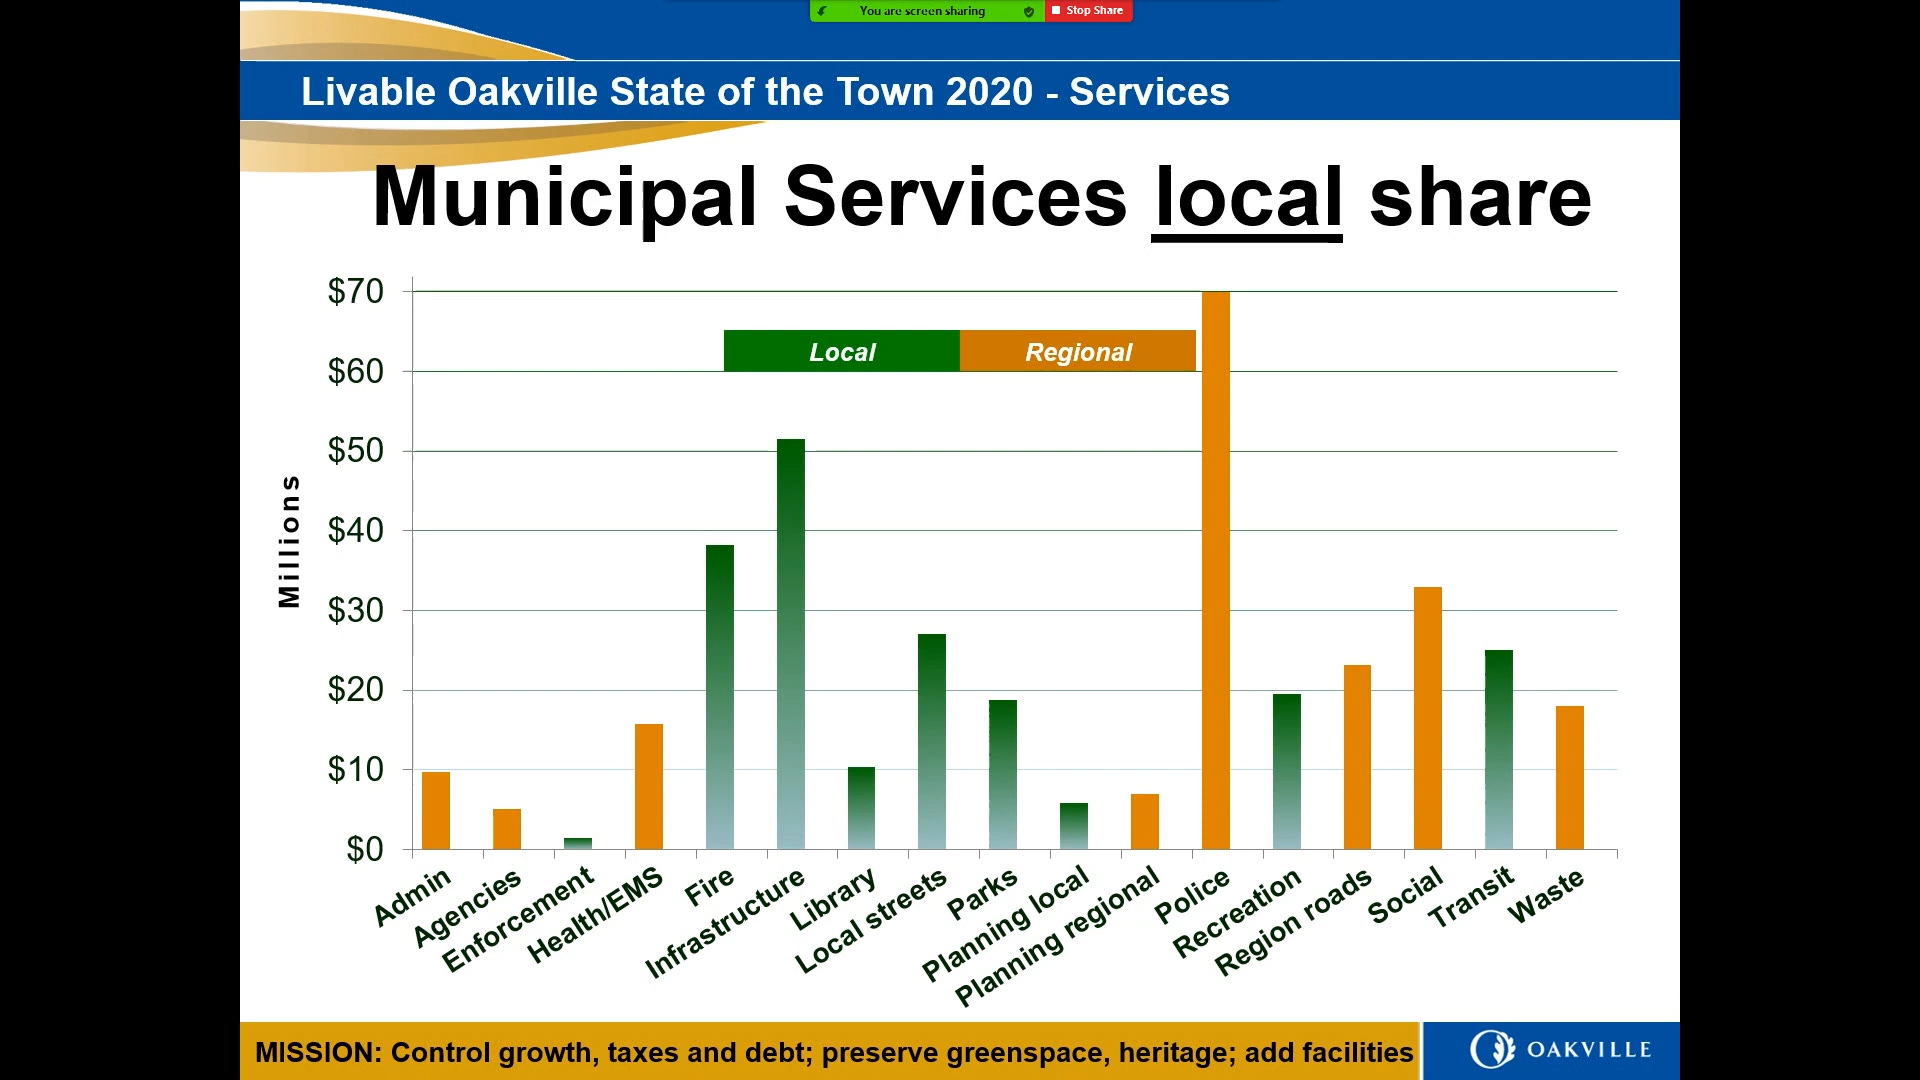 You are screen sharing
Stop Share
Livable Oakville State of the Town 2020 - Services
Municipal Services local share
$70
$60
$50
$40
$30
$20
$10
$0
Millions
Local
Regional
Admin
Agencies
Enforcement
Health/EMS
Fire
Infrastructure
Library
Local streets
Parks
Planning local
Planning regional
Police
Recreation
Region roads
Social
Transit
Waste
MISSION: Control growth, taxes and debt; preserve greenspace, heritage; add facilities
OAKVILLE